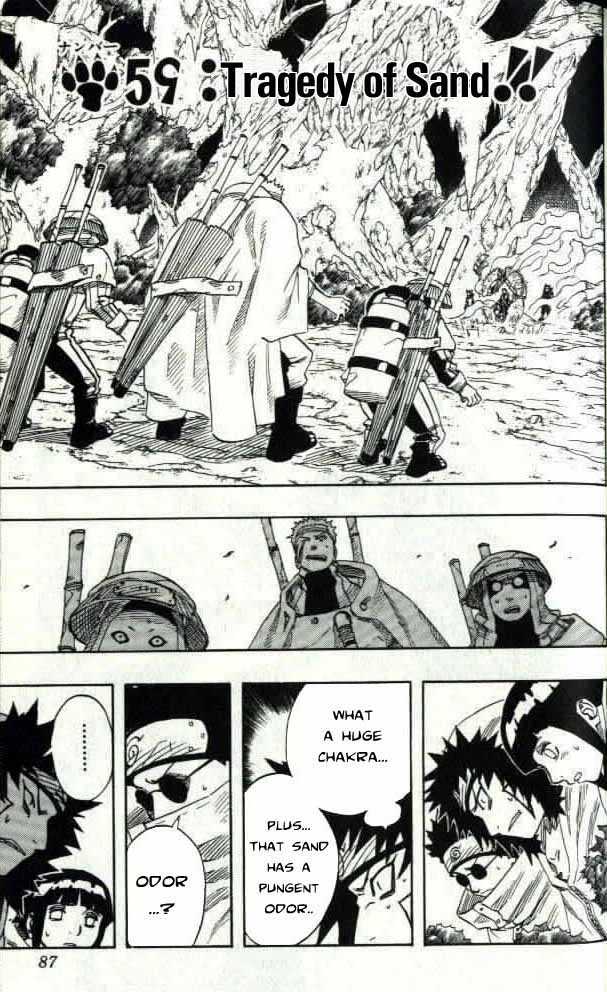 ナンバー
59:Tragedy of Sand!!
WHAT
A HUGE
CHAKRA...
PLUS...
THAT SAND
HAS A
PUNGENT
ODOR..
ODOR
...?
........
87